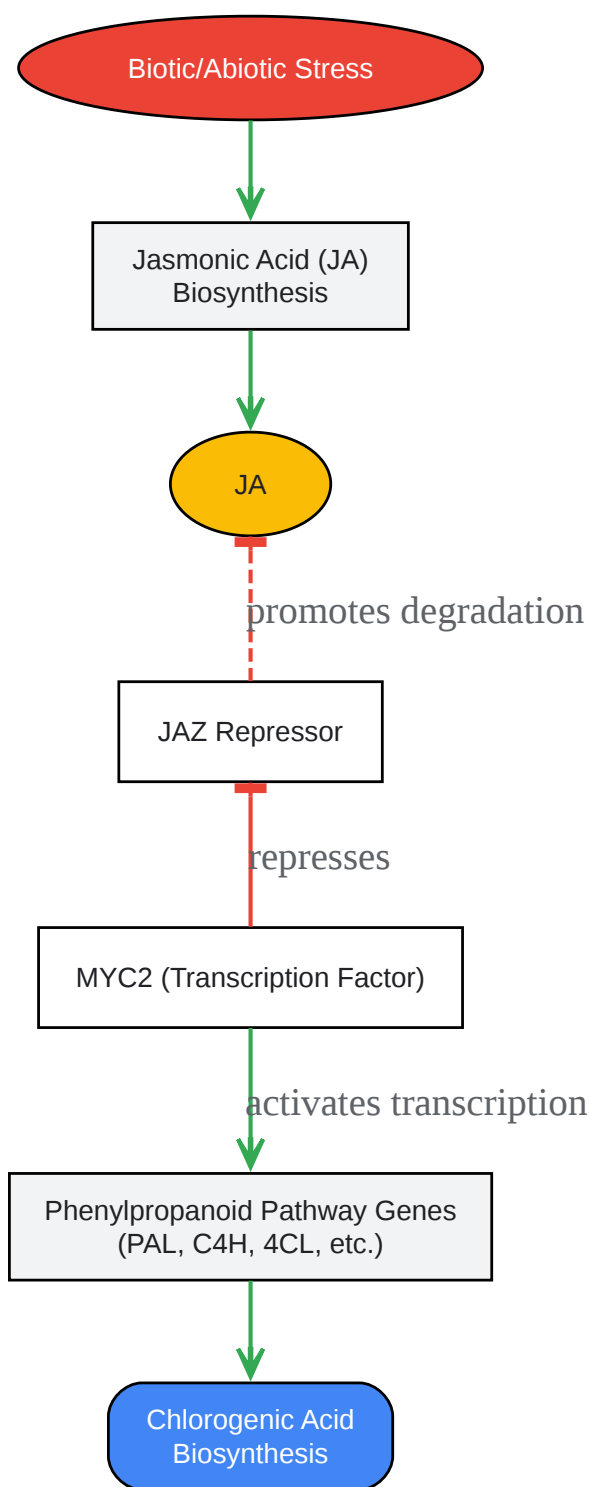 Biotic/Abiotic Stress
Jasmonic Acid (JA)
Biosynthesis
JA
promotes degradation
JAZ Repressor
represses
MYC2 (Transcription Factor)
activates transcription
Phenylpropanoid Pathway Genes
(PAL, C4H, 4CL, etc.)
Chlorogenic Acid
Biosynthesis